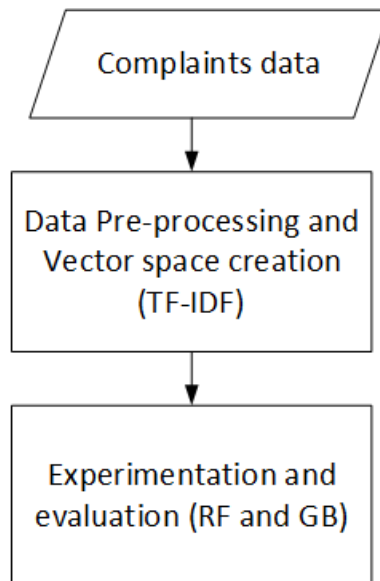 Complaints data
Data Pre-processing and
Vector space creation
(TF-IDF)
Experimentation and
evaluation (RF and GB)